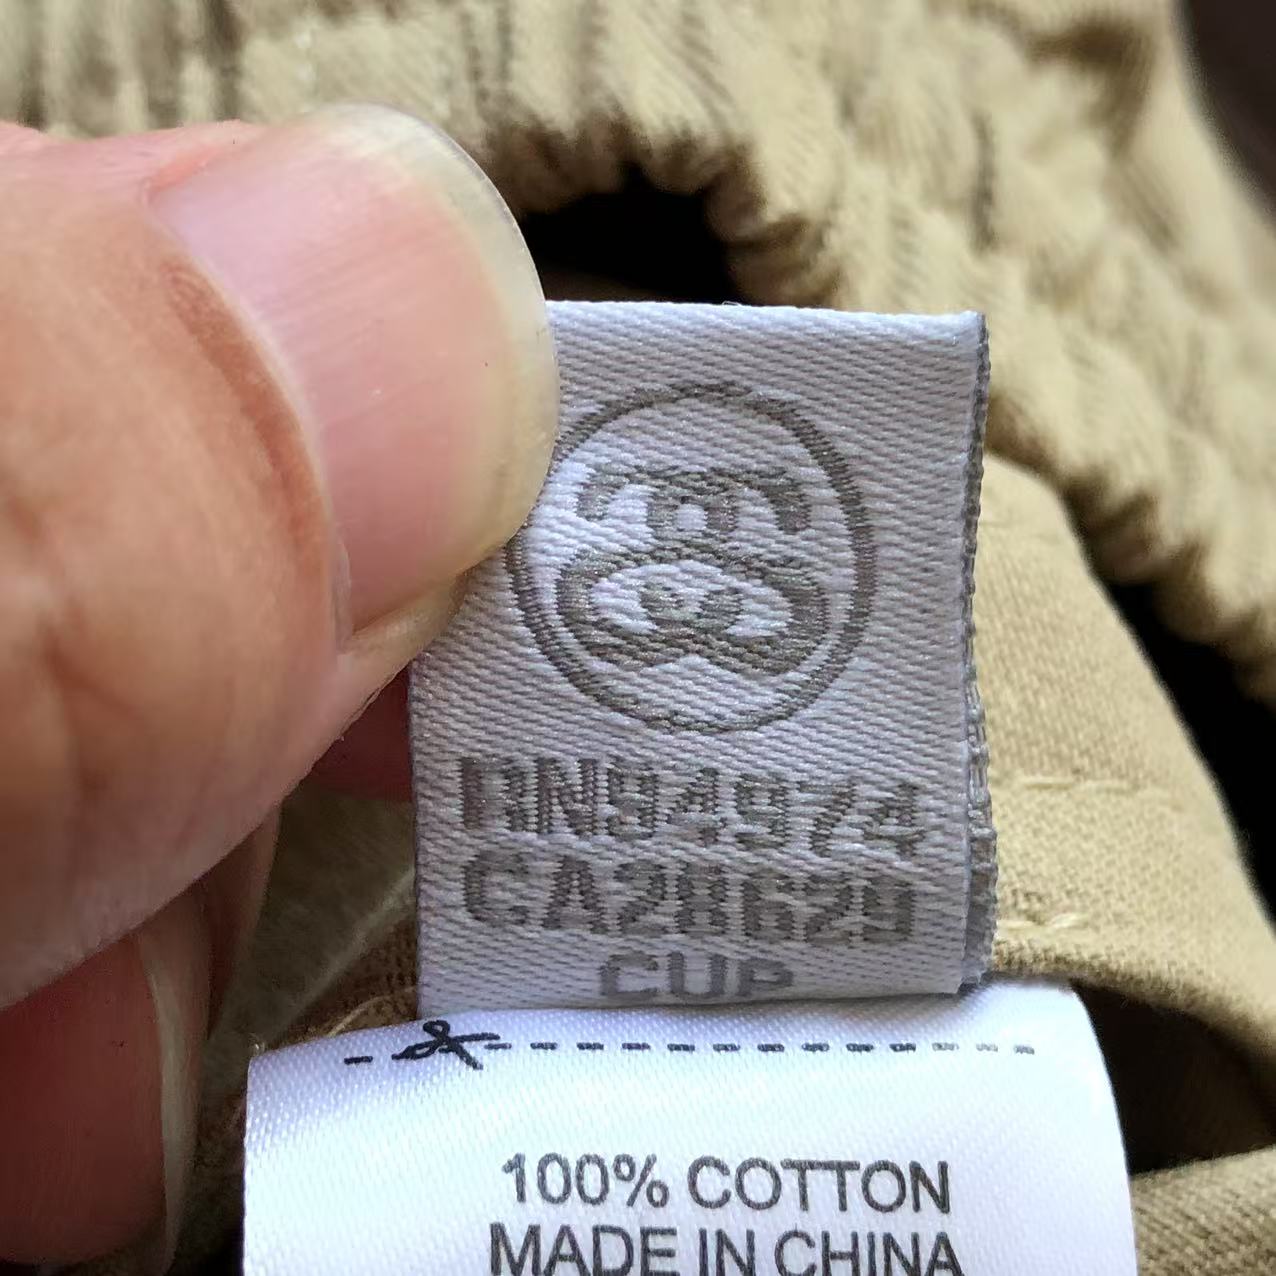 RN94974
CA28629
CUP
100% COTTON
MADE IN CHINA